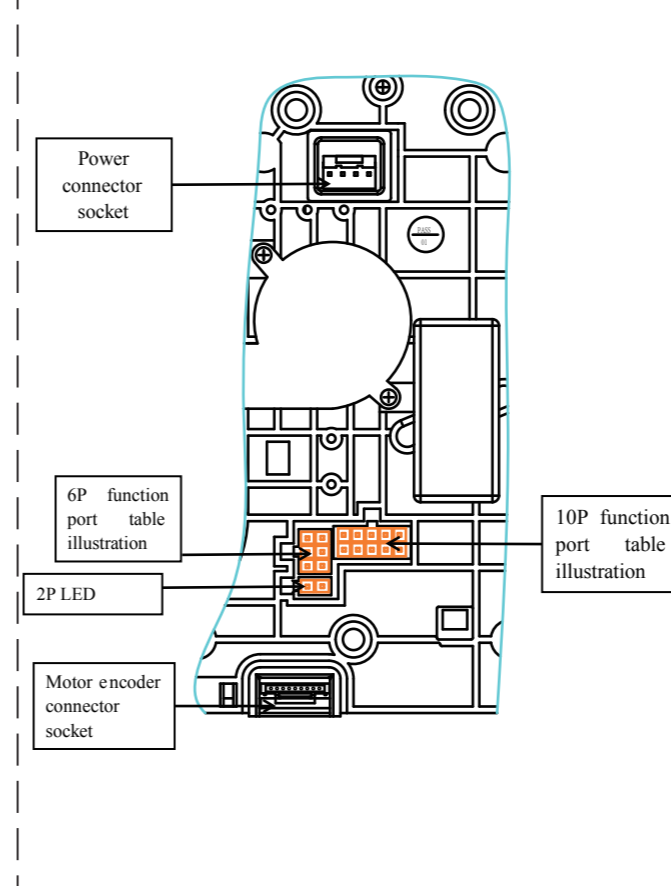 Power
connector
socket
PASS
6P function
port table
illustration
10P function
port table
illustration
2P LED
Motor encoder
connector
socket